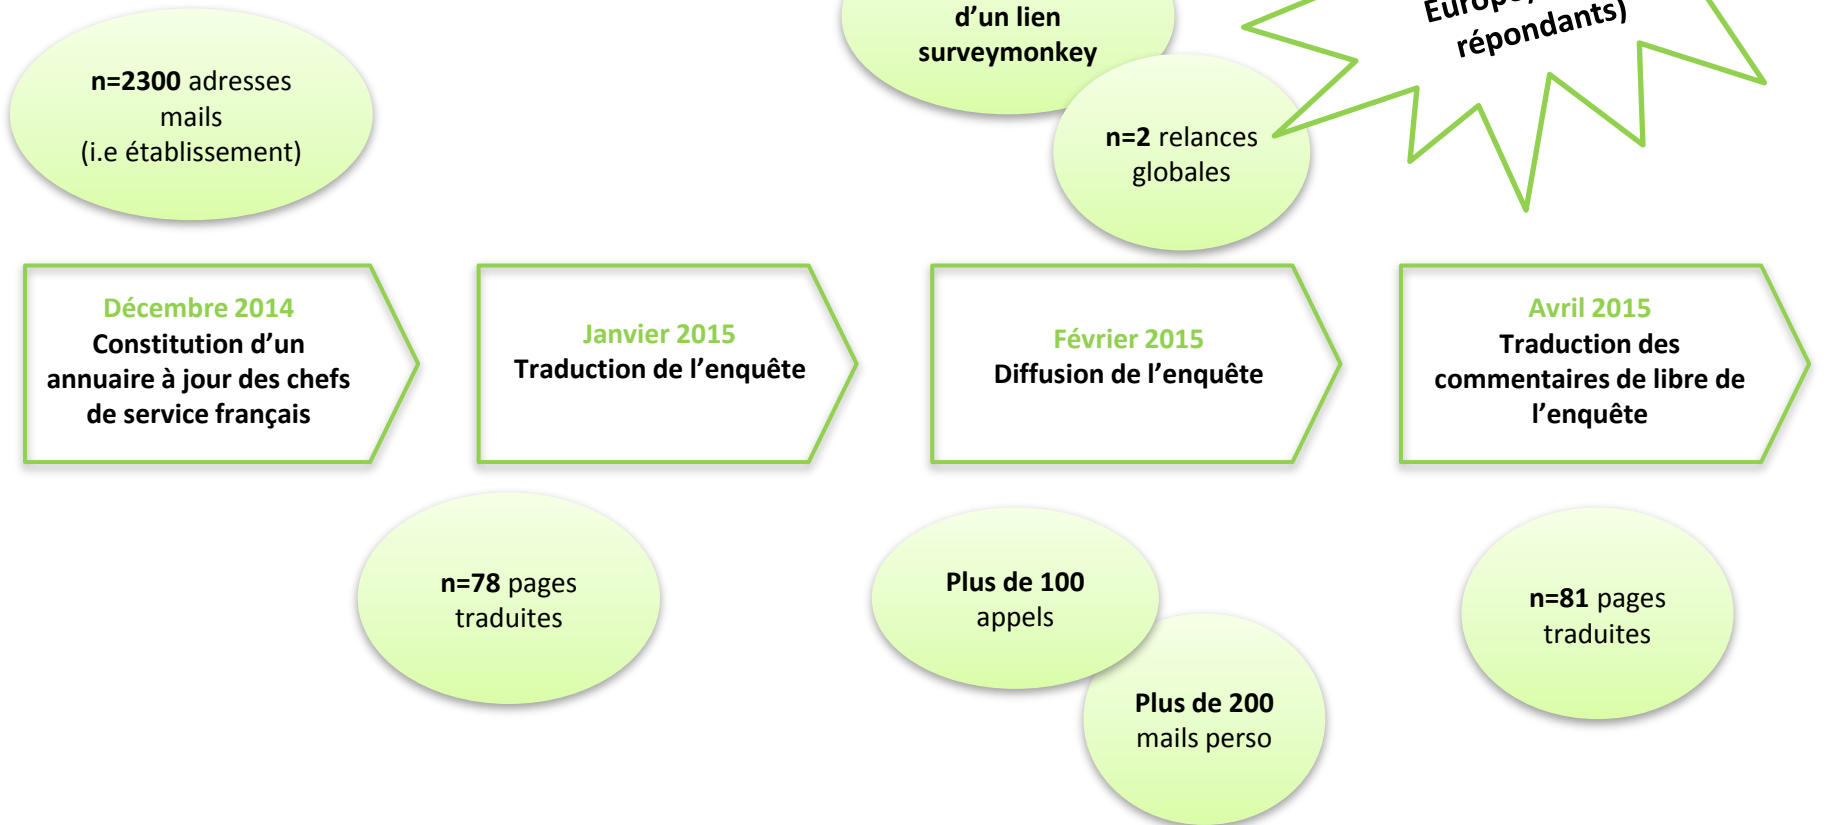 d'un lien
surveymonkey
répondants)
n=2300 adresses
mails
(i.e établissement)
n=2 relances
globales
Décembre 2014
Constitution d'un
annuaire à jour des chefs
de service français
Janvier 2015
Traduction de l'enquête
Février 2015
Diffusion de l'enquête
Avril 2015
Traduction des
commentaires de libre de
l'enquête
n=78 pages
traduites
Plus de 100
appels
Plus de 200
mails perso
n=81 pages
traduites